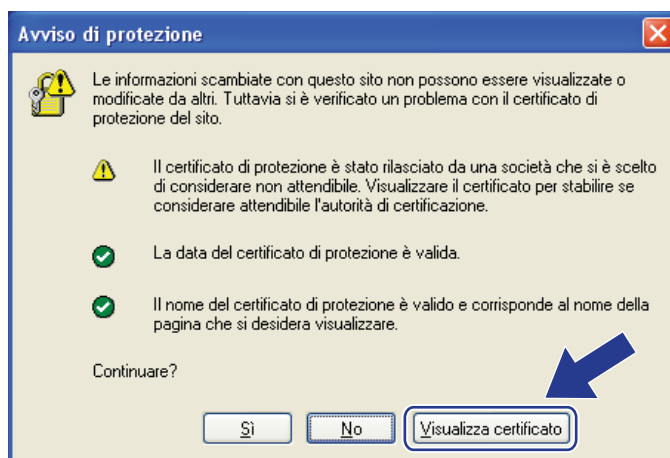 Avviso di protezione
Le informazioni scambiate con questo sito non possono essere visualizzate o
modificate da altri. Tuttavia si è verificato un problema con il certificato di
protezione del sito.
Il certificato di protezione è stato rilasciato da una società che si è scelto
di considerare non attendibile. Visualizzare il certificato per stabilire se
considerare attendibile l'autorità di certificazione.
La data del certificato di protezione è valida.
Il nome del certificato di protezione è valido e corrisponde al nome della
pagina che si desidera visualizzare.
Continuare?
Sì No Visualizza certificato